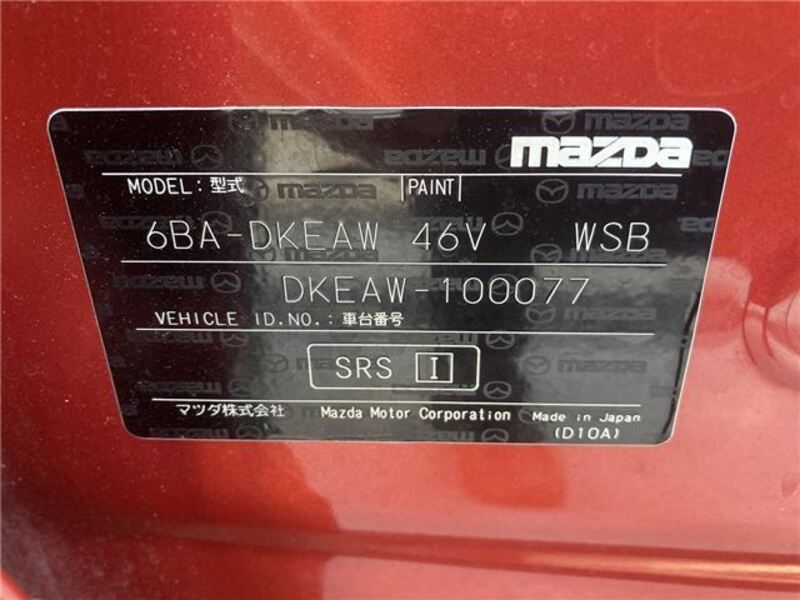 mazda
MODEL:型式 PAINT
6BA-DKEAW 46V WSB
DKEAW-100077
VEHICLE ID.NO.:車台番号
SRS I
マツダ株式会社 Mazda Motor Corporation Made in Japan
(D10A)